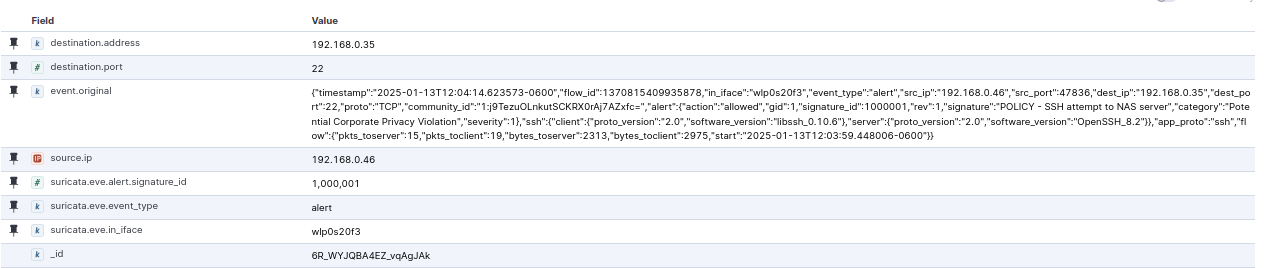 Field Value
k destination.address 192.168.0.35
# destination.port 22
k event.original {"timestamp":"2025-01-13T12:04:14.623573-0600","flow_id":1370815409935878,"in_iface":"wlp0s20f3","event_type":"alert","src_ip":"192.168.0.46","src_port":47836,"dest_ip":"192.168.0.35","dest_po
rt":22,"proto":"TCP","community_id":"1:j9TezuOLnkutSCKRX0rAj7AZxfc=","alert":{"action":"allowed","gid":1,"signature_id":1000001,"rev":1,"signature":"POLICY - SSH attempt to NAS server","category":"Pote
ntial Corporate Privacy Violation","severity":1},"ssh":{"client":{"proto_version":"2.0","software_version":"libssh_0.10.6"},"server":{"proto_version":"2.0","software_version":"OpenSSH_8.2"}},"app_proto":"ssh","fl
ow":{"pkts_toserver":15,"pkts_toclient":19,"bytes_toserver":2313,"bytes_toclient":2975,"start":"2025-01-13T12:03:59.448006-0600"}}
IP source.ip 192.168.0.46
# suricata.eve.alert.signature_id 1,000,001
k suricata.eve.event_type alert
k suricata.eve.in_iface wlp0s20f3
k _id 6R_WYJQBA4EZ_vqAgJAk